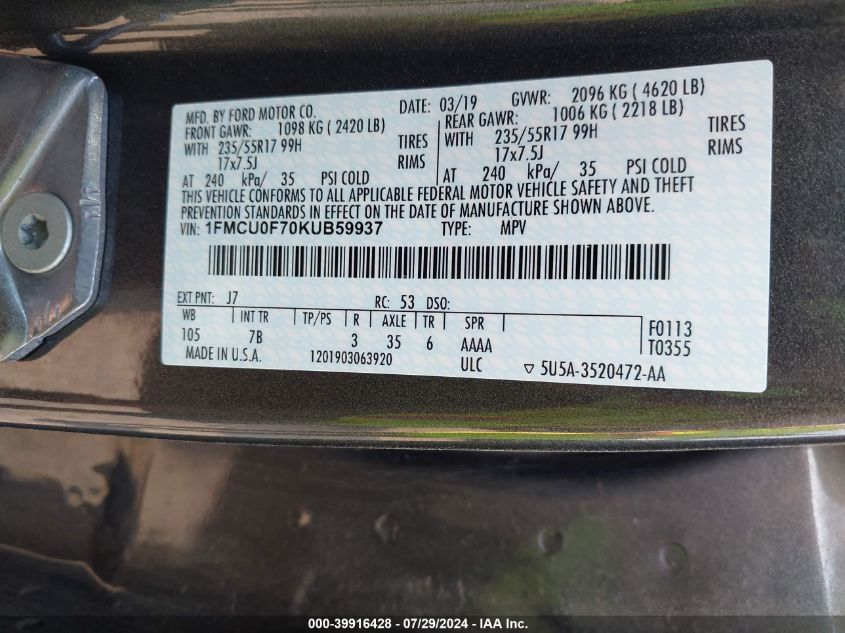 MFD. BY FORD MOTOR CO. DATE: 03/19 GVWR: 2096 KG ( 4620 LB)
FRONT GAWR: 1098 KG ( 2420 LB) REAR GAWR: 1006 KG ( 2218 LB)
WITH 235/55R17 99H TIRES WITH 235/55R17 99H TIRES
17x7.5J RIMS 17x7.5J RIMS
AT 240 kPa/ 35 PSI COLD AT 240 kPa/ 35 PSI COLD
THIS VEHICLE CONFORMS TO ALL APPLICABLE FEDERAL MOTOR VEHICLE SAFETY AND THEFT
PREVENTION STANDARDS IN EFFECT ON THE DATE OF MANUFACTURE SHOWN ABOVE.
VIN: 1FMCU0F70KUB59937 TYPE: MPV
EXT PNT: J7 RC: 53 DSO:
WB INT TR TP/PS R AXLE TR SPR F0113
105 7B 3 35 6 AAAA T0355
MADE IN U.S.A. 1201903063920 ULC 5U5A-3520472-AA
000-39916428 - 07/29/2024 - IAAI Inc.